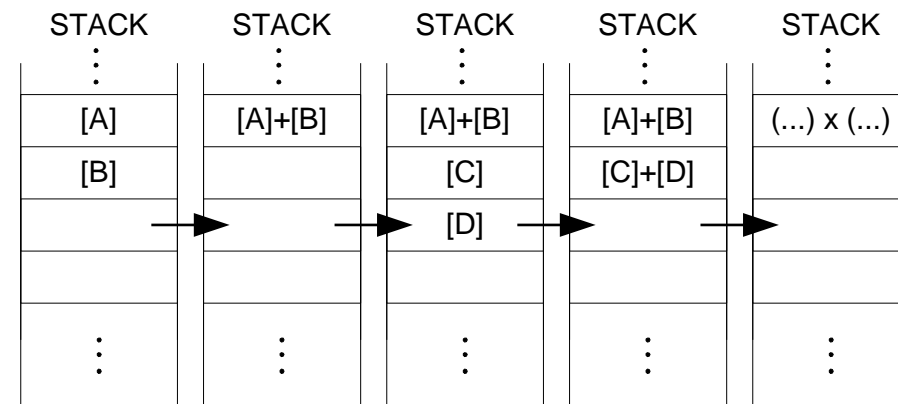 STACK STACK STACK STACK STACK
[A] [A]+[B] [A]+[B] [A]+[B] (...) x (...)
[B] [C] [C]+[D]
[D]